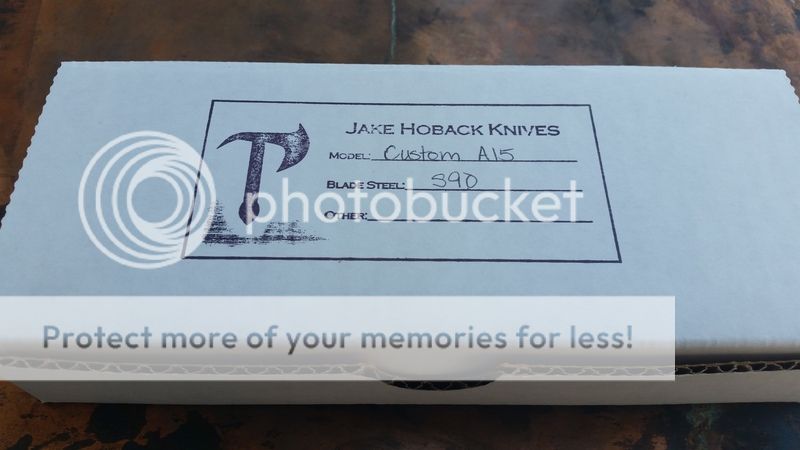 JAKE HOBACK KNIVES
MODEL: Custom A15
BLADE STEEL: S90
OTHER:
photobucket
Protect more of your memories for less!